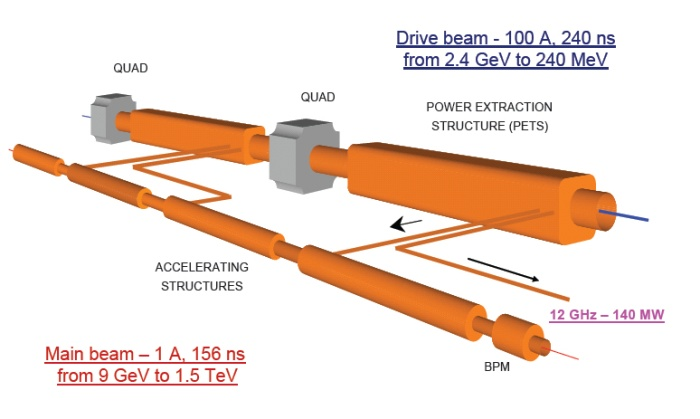 Drive beam - 100 A, 240 ns
from 2.4 GeV to 240 MeV
QUAD
QUAD
POWER EXTRACTION
STRUCTURE (PETS)
ACCELERATING
STRUCTURES
12 GHz – 140 MW
Main beam – 1 A, 156 ns
from 9 GeV to 1.5 TeV
BPM